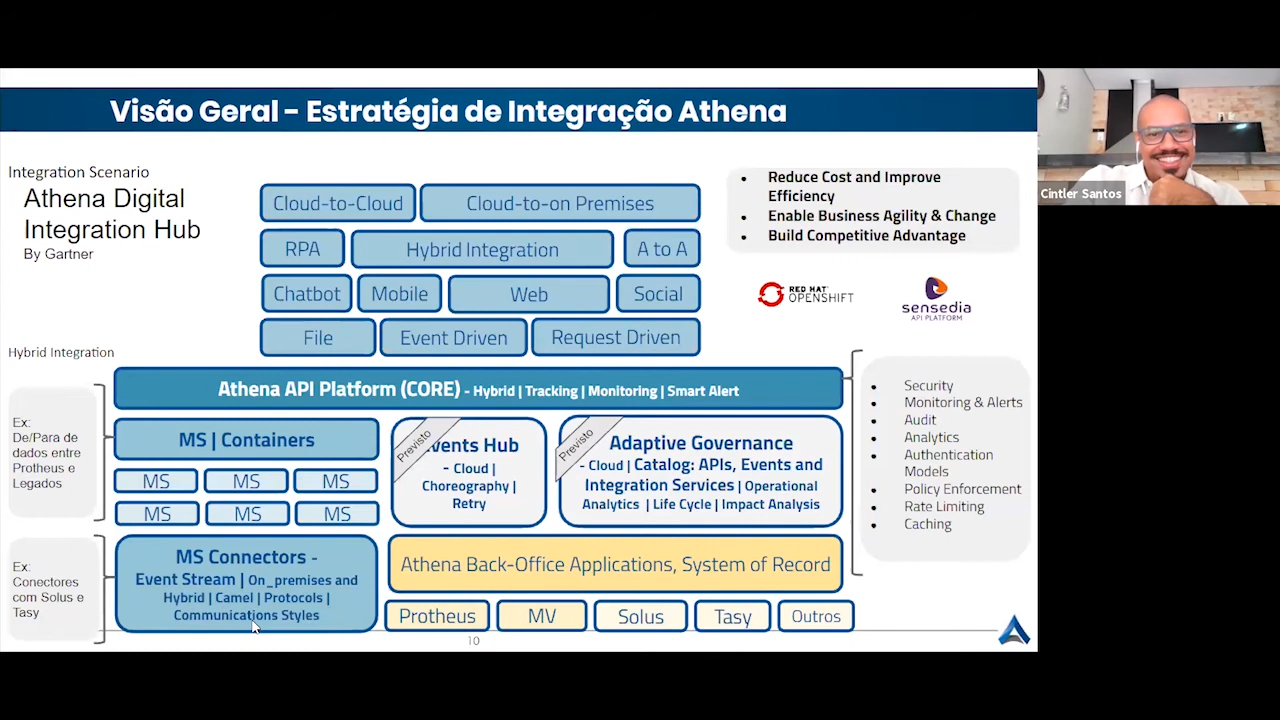 Visão Geral - Estratégia de Integração Athena
Integration Scenario
Athena Digital
Integration Hub
By Gartner
Cloud-to-Cloud
Cloud-to-on Premises
RPA
Hybrid Integration
A to A
Chatbot
Mobile
Web
Social
File
Event Driven
Request Driven
• Reduce Cost and Improve
Efficiency
• Enable Business Agility & Change
• Build Competitive Advantage
RED HAT
OPENSHIFT
sensedia
API PLATFORM
Cintler Santos
Hybrid Integration
Athena API Platform (CORE) - Hybrid | Tracking | Monitoring | Smart Alert
Ex:
De/Para de
dados entre
Protheus e
Legados
MS | Containers
MS
MS
MS
MS
MS
MS
Previsto
vents Hub
- Cloud |
Choreography |
Retry
Previsto
Adaptive Governance
- Cloud | Catalog: APIs, Events and
Integration Services | Operational
Analytics | Life Cycle | Impact Analysis
• Security
• Monitoring & Alerts
• Audit
• Analytics
• Authentication
Models
• Policy Enforcement
• Rate Limiting
• Caching
Ex:
Conectores
com Solus e
Tasy
MS Connectors -
Event Stream | On_premises and
Hybrid | Camel | Protocols |
Communications Styles
Athena Back-Office Applications, System of Record
Protheus
MV
Solus
Tasy
Outros
10